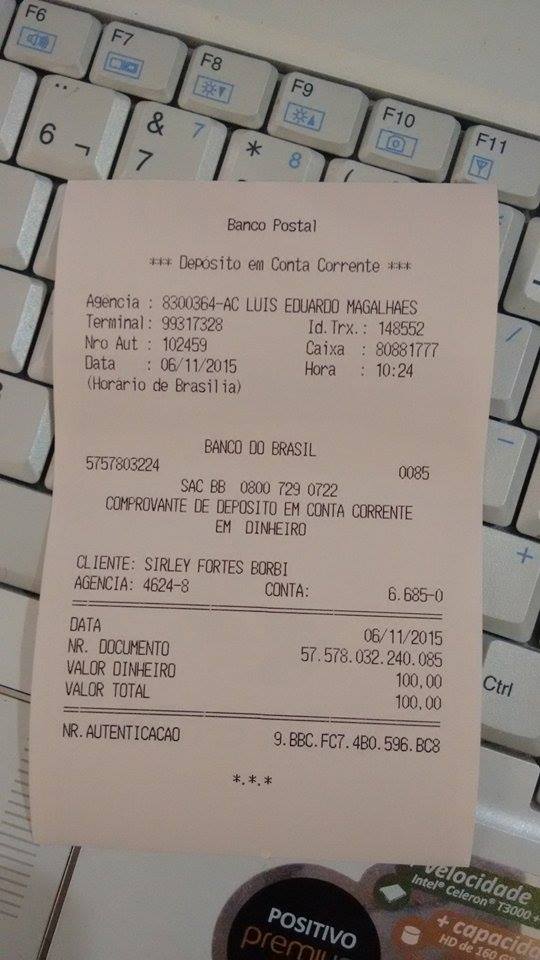 F6
F7
F8
F9
F10
F11
6 ¬
& 7
7
* 8
(
Banco Postal
*** Depósito em Conta Corrente ***
Agencia : 8300364-AC LUIS EDUARDO MAGALHAES
Terminal: 99317328 Id.Trx.: 148552
Nro Aut : 102459 Caixa : 80881777
Data : 06/11/2015 Hora : 10:24
(Horário de Brasilia)
BANCO DO BRASIL
5757803224 0085
SAC BB 0800 729 0722
COMPROVANTE DE DEPOSITO EM CONTA CORRENTE
EM DINHEIRO
CLIENTE: SIRLEY FORTES BORBI
AGENCIA: 4624-8 CONTA: 6.685-0
DATA 06/11/2015
NR. DOCUMENTO 57.578.032.240.085
VALOR DINHEIRO 100,00
VALOR TOTAL 100,00
NR.AUTENTICACAO 9.BBC.FC7.4B0.596.BC8
*.*.*
/
-
+
Ctrl
+ velocidade
Intel® Celeron® T3000 +
+ capacid
HD de 160 G
POSITIVO
premiu